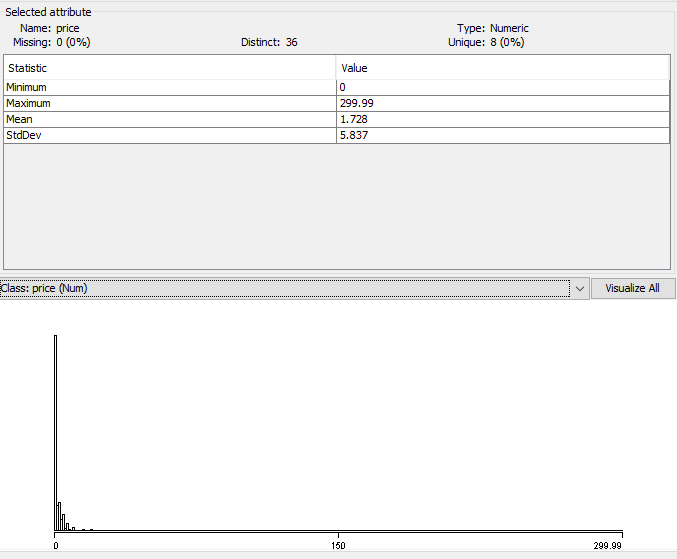 Selected attribute
Name: price Type: Numeric
Missing: 0 (0%) Distinct: 36 Unique: 8 (0%)
Statistic Value
Minimum 0
Maximum 299.99
Mean 1.728
StdDev 5.837
Class: price (Num) Visualize All
0 150 299.99